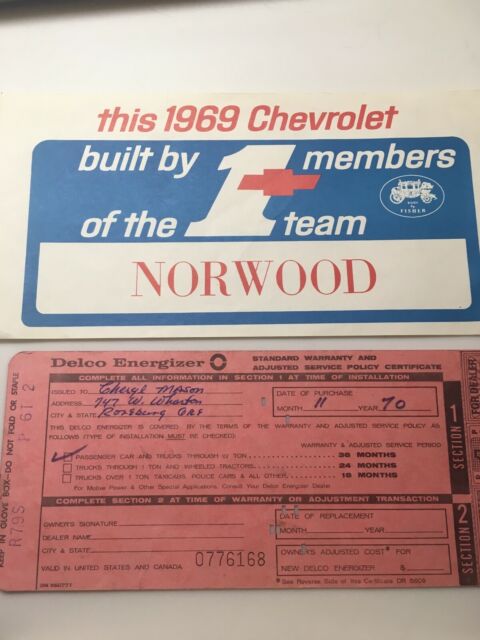 this 1969 Chevrolet
built by 1 members
of the team
BODY by FISHER
NORWOOD
Delco Energizer
STANDARD WARRANTY AND
ADJUSTED SERVICE POLICY CERTIFICATE
COMPLETE ALL INFORMATION IN SECTION 1 AT TIME OF INSTALLATION
ISSUED TO Cheryl Mason
ADDRESS 747 W. Wharton
CITY & STATE Roseburg Ore
DATE OF PURCHASE
MONTH 11 YEAR 70
THIS DELCO ENERGIZER IS COVERED BY THE TERMS OF THE WARRANTY AND ADJUSTED SERVICE POLICY AS
FOLLOWS (TYPE OF INSTALLATION MUST BE CHECKED):
WARRANTY & ADJUSTED SERVICE PERIOD
PASSENGER CAR AND TRUCKS THROUGH 1/2 TON 36 MONTHS
TRUCKS THROUGH 1 TON AND WHEELED TRACTORS 24 MONTHS
TRUCKS OVER 1 TON TAXICABS, POLICE CARS & ALL OTHER 18 MONTHS
For Motive Power & Other Special Applications, Consult Your Delco Energizer Dealer
COMPLETE SECTION 2 AT TIME OF WARRANTY OR ADJUSTMENT TRANSACTION
OWNER'S SIGNATURE
DEALER NAME
CITY & STATE
VALID IN UNITED STATES AND CANADA
0776168
DATE OF REPLACEMENT
MONTH YEAR
OWNER'S ADJUSTED COST* FOR
NEW DELCO ENERGIZER $
*See Reverse Side of this Certificate DR 5609
SECTION 1
SECTION 2
FOR DEALER
KEEP IN GLOVE BOX-DO NOT FOLD OR STAPLE
R79S P-61 2